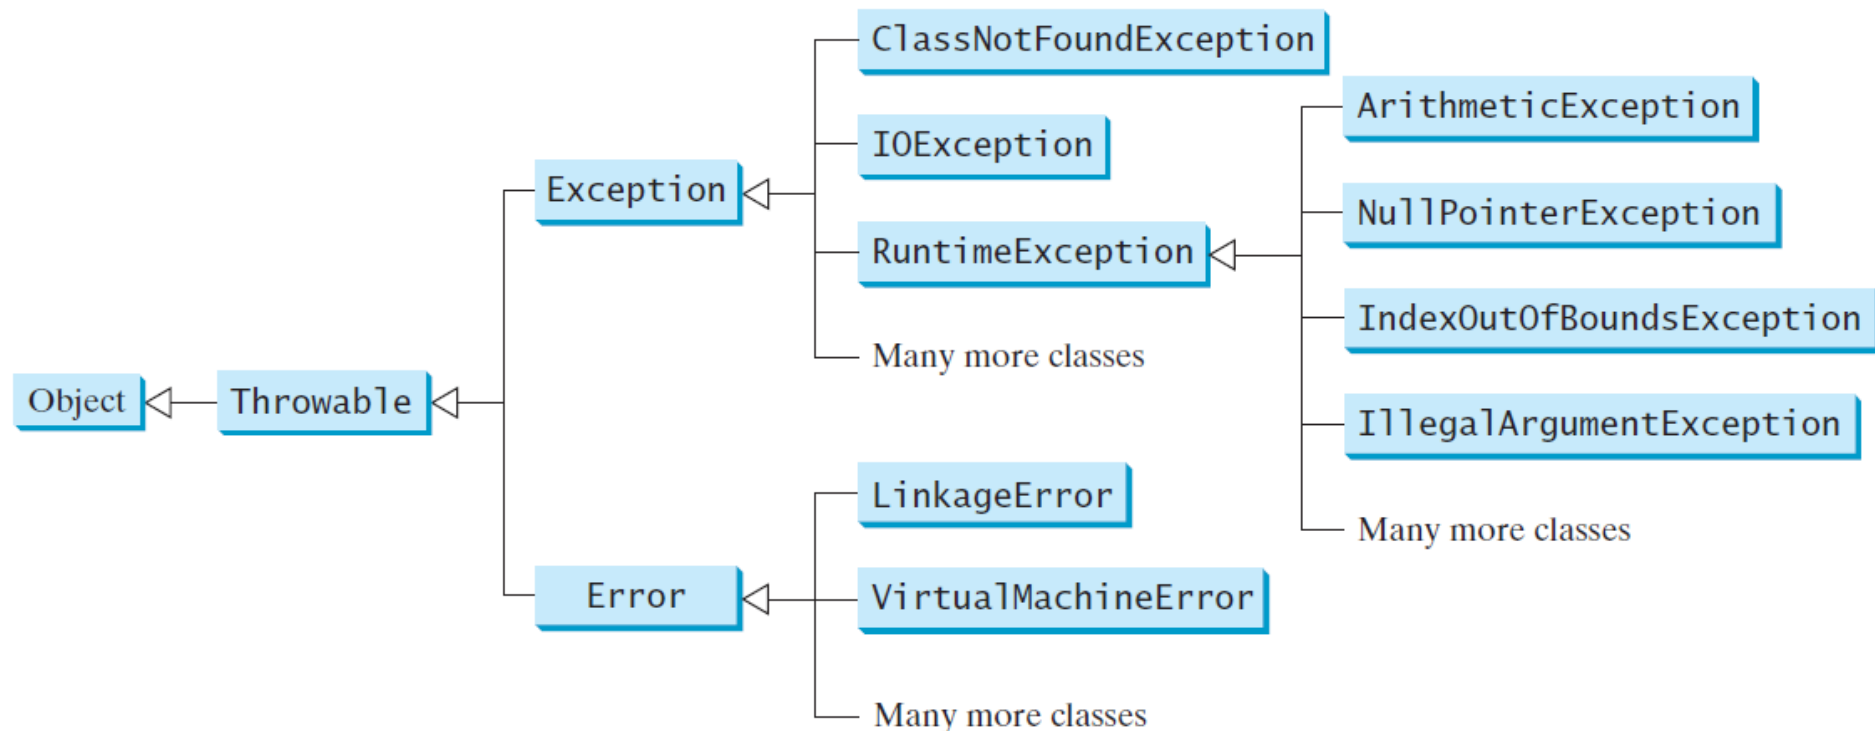 ClassNotFoundException
ArithmeticException
IOException
Exception
NullPointerException
RuntimeException
IndexOutOfBoundsException
Many more classes
Object
Throwable
IllegalArgumentException
LinkageError
Many more classes
Error
VirtualMachineError
Many more classes